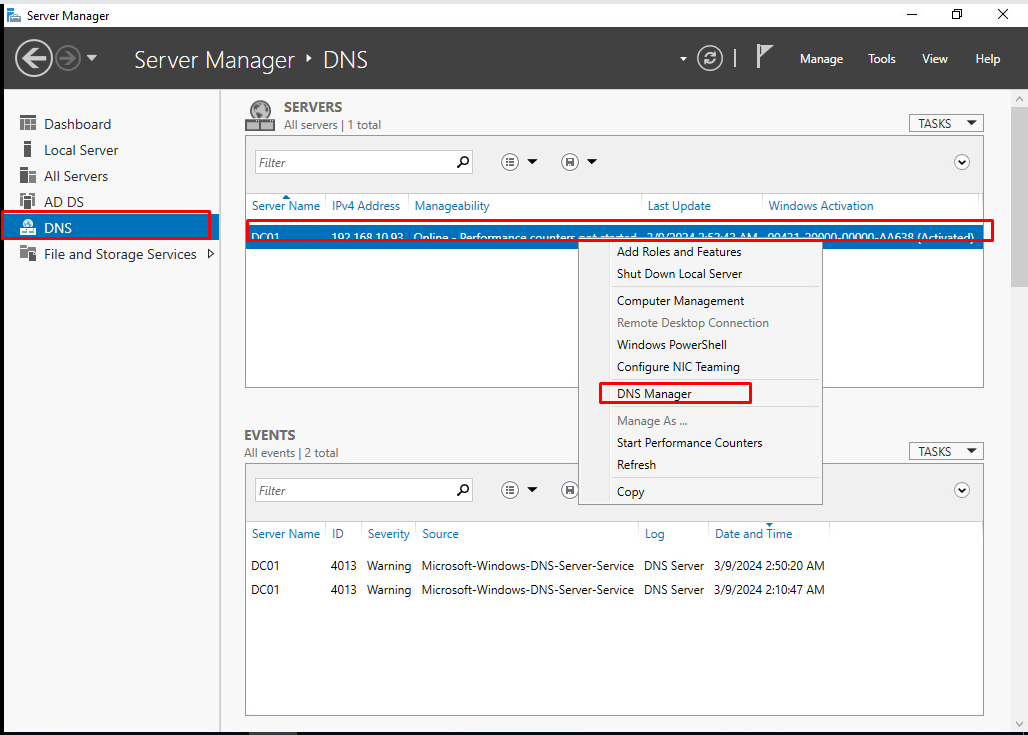 Server Manager
Server Manager DNS
Manage Tools View Help
Dashboard
Local Server
All Servers
AD DS
DNS
File and Storage Services
SERVERS
All servers | 1 total
TASKS
Filter
Server Name IPv4 Address Manageability Last Update Windows Activation
DC01 192.168.10.93 Online - Performance counters not started 3/9/2024 2:52:42 AM 00431-20000-00000-AA638 (Activated)
Add Roles and Features
Shut Down Local Server
Computer Management
Remote Desktop Connection
Windows PowerShell
Configure NIC Teaming
DNS Manager
Manage As ...
Start Performance Counters
Refresh
Copy
EVENTS
All events | 2 total
TASKS
Filter
Server Name ID Severity Source Log Date and Time
DC01 4013 Warning Microsoft-Windows-DNS-Server-Service DNS Server 3/9/2024 2:50:20 AM
DC01 4013 Warning Microsoft-Windows-DNS-Server-Service DNS Server 3/9/2024 2:10:47 AM